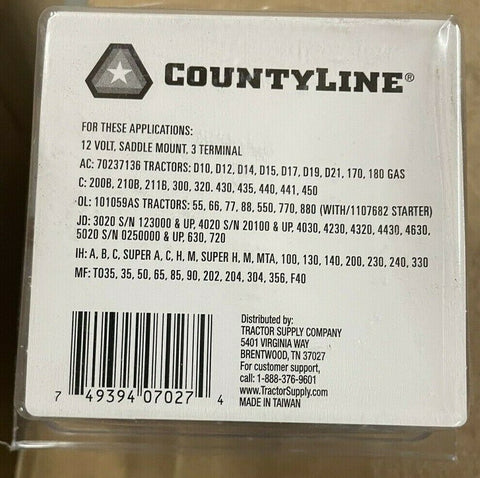 COUNTYLINE®
FOR THESE APPLICATIONS:
12 VOLT, SADDLE MOUNT, 3 TERMINAL
AC: 70237136 TRACTORS: D10, D12, D14, D15, D17, D19, D21, 170, 180 GAS
C: 200B, 210B, 211B, 300, 320. 430, 435, 440, 441, 450
OL: 101059AS TRACTORS: 55, 66, 77, 88, 550, 770, 880 (WITH/1107682 STARTER)
JD: 3020 S/N 123000 & UP, 4020 S/N 20100 & UP, 4030, 4230, 4320, 4430, 4630,
5020 S/N 0250000 & UP, 630, 720
IH: A, B, C, SUPER A, C, H, M, SUPER H, M, MTA, 100, 130, 140, 200, 230, 240, 330
MF: TO35, 35, 50, 65, 85, 90, 202, 204, 304, 356, F40
Distributed by:
TRACTOR SUPPLY COMPANY
5401 VIRGINIA WAY
BRENTWOOD, TN 37027
For customer support,
call: 1-888-376-9601
www.TractorSupply.com
MADE IN TAIWAN
7 49394 07027 4